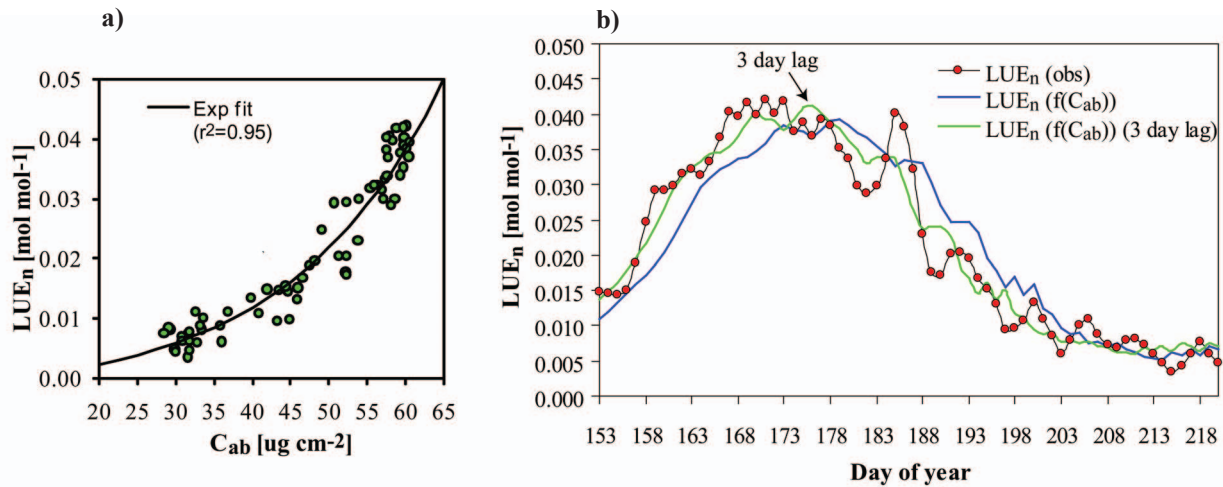 a)
LUEn [mol mol-1]
0.05
0.04
0.03
0.02
0.01
0.00
Exp fit
(r²=0.95)
20 25 30 35 40 45 50 55 60 65
Cab [ug cm-2]
b)
LUEn [mol mol-1]
0.050
0.045
0.040
0.035
0.030
0.025
0.020
0.015
0.010
0.005
0.000
3 day lag
LUEn (obs)
LUEn (f(Cab))
LUEn (f(Cab)) (3 day lag)
153 158 163 168 173 178 183 188 193 198 203 208 213 218
Day of year